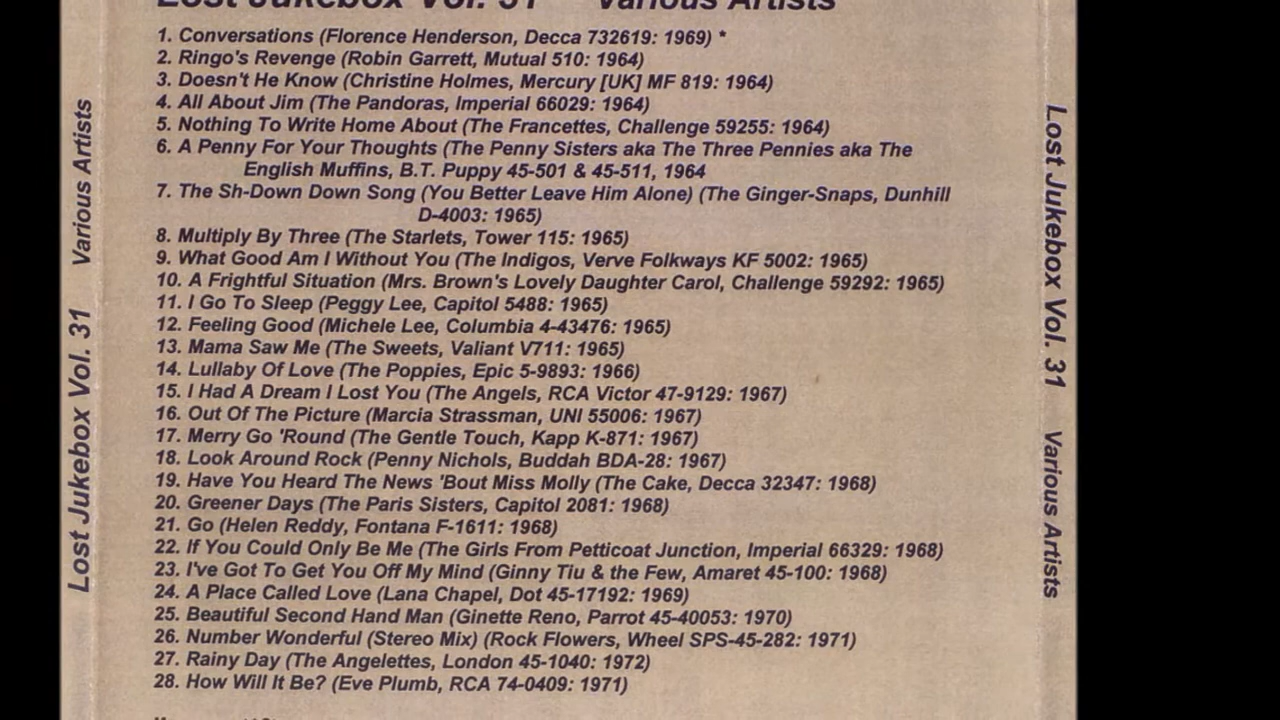 Lost Jukebox Vol. 31 Various Artists
1. Conversations (Florence Henderson, Decca 732619: 1969) *
2. Ringo's Revenge (Robin Garrett, Mutual 510: 1964)
3. Doesn't He Know (Christine Holmes, Mercury [UK] MF 819: 1964)
4. All About Jim (The Pandoras, Imperial 66029: 1964)
5. Nothing To Write Home About (The Francettes, Challenge 59255: 1964)
6. A Penny For Your Thoughts (The Penny Sisters aka The Three Pennies aka The
English Muffins, B.T. Puppy 45-501 & 45-511, 1964
7. The Sh-Down Down Song (You Better Leave Him Alone) (The Ginger-Snaps, Dunhill
D-4003: 1965)
8. Multiply By Three (The Starlets, Tower 115: 1965)
9. What Good Am I Without You (The Indigos, Verve Folkways KF 5002: 1965)
10. A Frightful Situation (Mrs. Brown's Lovely Daughter Carol, Challenge 59292: 1965)
11. I Go To Sleep (Peggy Lee, Capitol 5488: 1965)
12. Feeling Good (Michele Lee, Columbia 4-43476: 1965)
13. Mama Saw Me (The Sweets, Valiant V711: 1965)
14. Lullaby Of Love (The Poppies, Epic 5-9893: 1966)
15. I Had A Dream I Lost You (The Angels, RCA Victor 47-9129: 1967)
16. Out Of The Picture (Marcia Strassman, UNI 55006: 1967)
17. Merry Go 'Round (The Gentle Touch, Kapp K-871: 1967)
18. Look Around Rock (Penny Nichols, Buddah BDA-28: 1967)
19. Have You Heard The News 'Bout Miss Molly (The Cake, Decca 32347: 1968)
20. Greener Days (The Paris Sisters, Capitol 2081: 1968)
21. Go (Helen Reddy, Fontana F-1611: 1968)
22. If You Could Only Be Me (The Girls From Petticoat Junction, Imperial 66329: 1968)
23. I've Got To Get You Off My Mind (Ginny Tiu & the Few, Amaret 45-100: 1968)
24. A Place Called Love (Lana Chapel, Dot 45-17192: 1969)
25. Beautiful Second Hand Man (Ginette Reno, Parrot 45-40053: 1970)
26. Number Wonderful (Stereo Mix) (Rock Flowers, Wheel SPS-45-282: 1971)
27. Rainy Day (The Angelettes, London 45-1040: 1972)
28. How Will It Be? (Eve Plumb, RCA 74-0409: 1971)
Lost Jukebox Vol. 31 Various Artists
Lost Jukebox Vol. 31 Various Artists